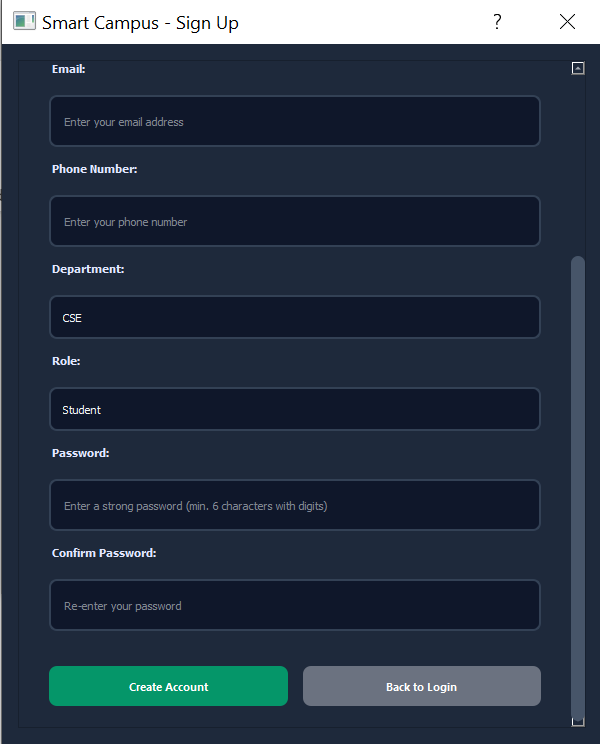 Smart Campus - Sign Up
?
Email:
Enter your email address
Phone Number:
Enter your phone number
Department:
CSE
Role:
Student
Password:
Enter a strong password (min. 6 characters with digits)
Confirm Password:
Re-enter your password
Create Account
Back to Login